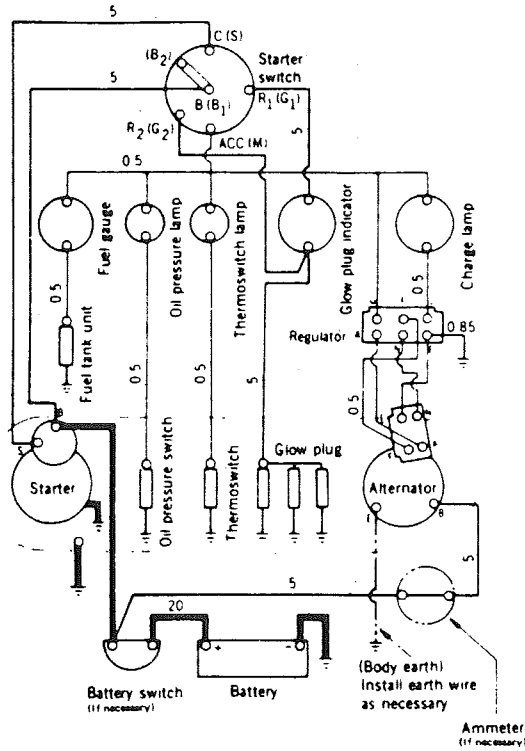 5
C (S)
5
(B2)
Starter
switch
B (B1)
R1 (G1)
R2 (G2)
ACC (M)
5
0.5
Fuel gauge
Oil pressure lamp
Thermoswitch lamp
Glow plug indicator
Charge lamp
0.5
0.5
Regulator
A
0.85
Fuel tank unit
0.5
0.5
5
0.5
B
S
Starter
Oil pressure switch
Thermoswitch
Glow plug
Alternator
E
B
5
5
20
+
-
Battery switch
(If necessary)
Battery
(Body earth)
Install earth wire
as necessary
Ammeter
(If necessary)